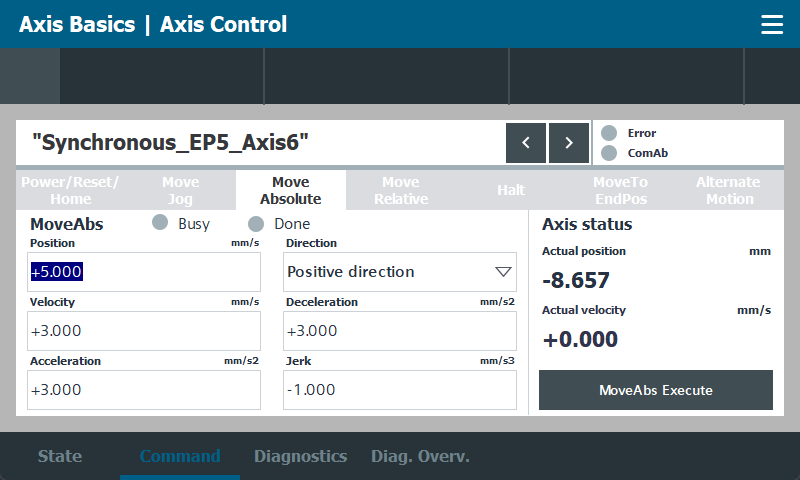 Axis Basics | Axis Control
"Synchronous_EP5_Axis6"
Error
ComAb
Power/Reset/
Home
Move
Jog
Move
Absolute
Move
Relative
Halt
MoveTo
EndPos
Alternate
Motion
MoveAbs
Busy
Done
Axis status
Position mm/s
Direction
+5.000
Positive direction
Actual position mm
-8.657
Velocity mm/s
Deceleration mm/s2
+3.000
+3.000
Actual velocity mm/s
+0.000
Acceleration mm/s2
Jerk mm/s3
+3.000
-1.000
MoveAbs Execute
State
Command
Diagnostics
Diag. Overv.